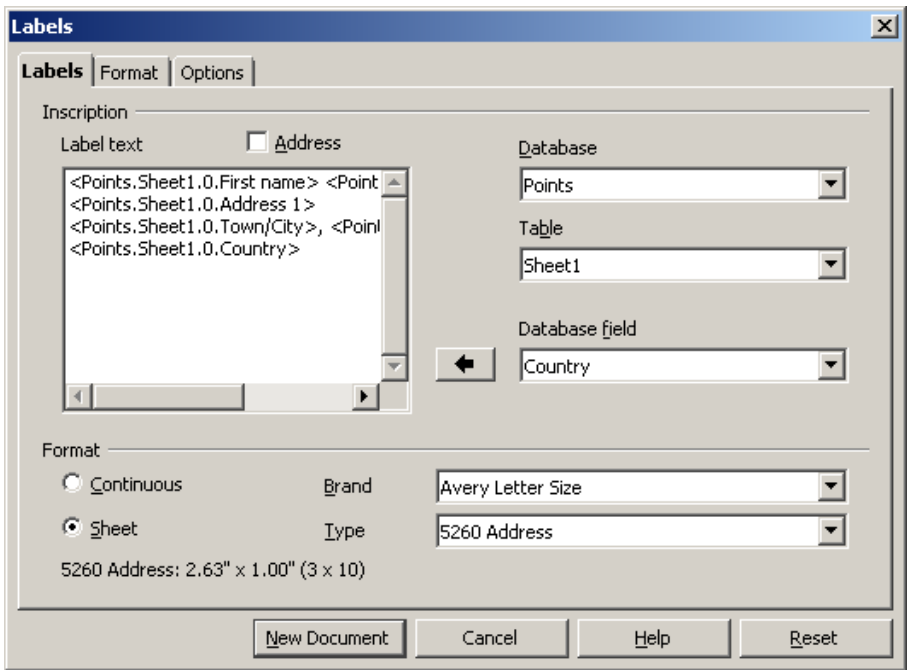 Labels
Labels Format Options
Inscription
Label text Address
<Points.Sheet1.0.First name> <Point
<Points.Sheet1.0.Address 1>
<Points.Sheet1.0.Town/City>, <Poin
<Points.Sheet1.0.Country>
Database
Points
Table
Sheet1
Database field
Country
Format
Continuous Brand Avery Letter Size
Sheet Type 5260 Address
5260 Address: 2.63" x 1.00" (3 x 10)
New Document Cancel Help Reset